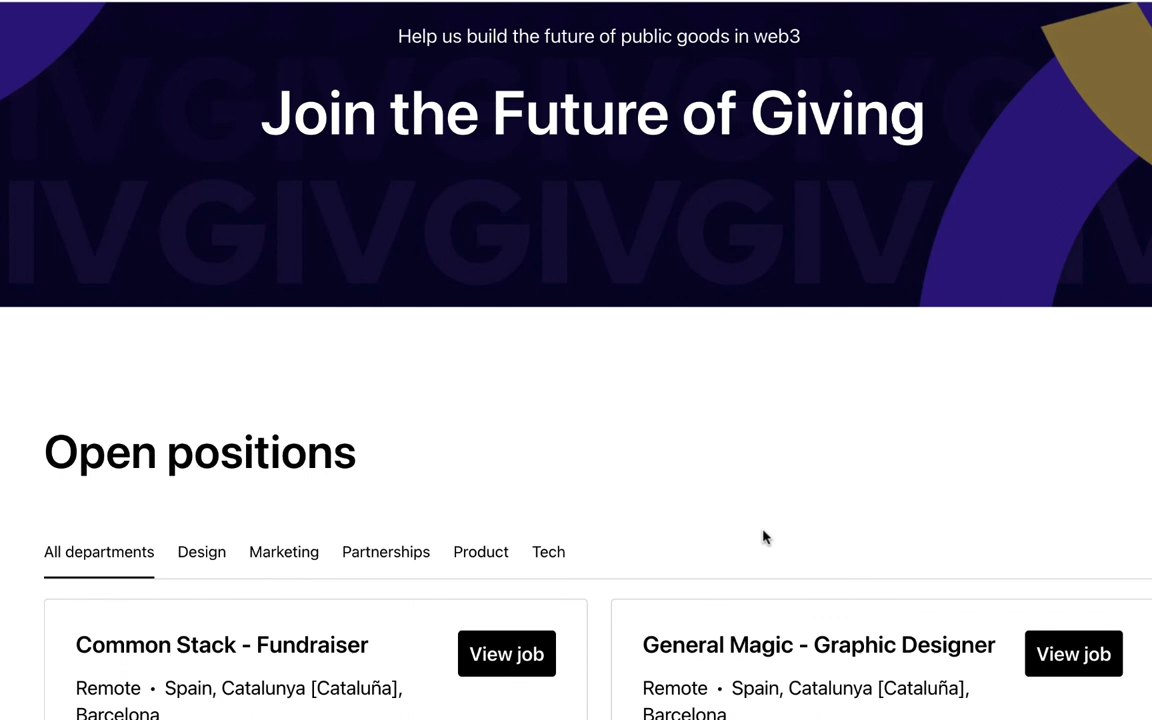 Help us build the future of public goods in web3
Join the Future of Giving
IVGIVGIVGIV
IVGIVGIVGIV
Open positions
All departments Design Marketing Partnerships Product Tech
Common Stack - Fundraiser
View job
Remote • Spain, Catalunya [Cataluña],
Barcelona
General Magic - Graphic Designer
View job
Remote • Spain, Catalunya [Cataluña],
Barcelona